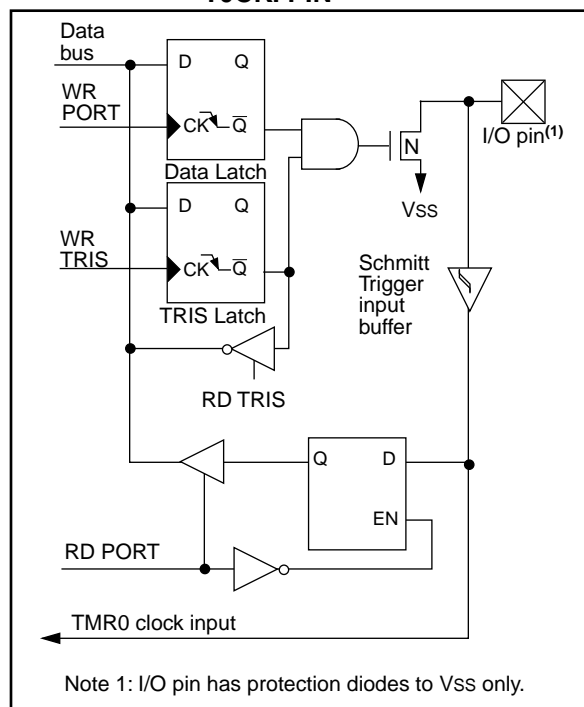 Data
bus
D Q
WR
PORT
CK Q
Data Latch
N
I/O pin(1)
VSS
D Q
WR
TRIS
CK Q
TRIS Latch
Schmitt
Trigger
input
buffer
RD TRIS
Q D
EN
RD PORT
TMR0 clock input
Note 1: I/O pin has protection diodes to VSS only.